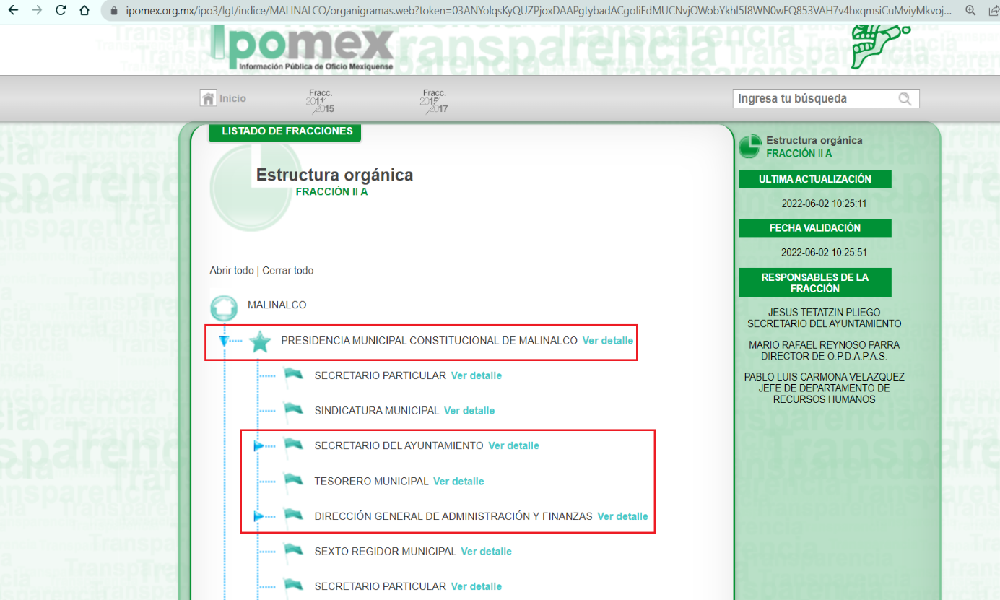 ipomex.org.mx/ipo3/lgt/indice/MALINALCO/organigramas.web?token=03ANYolqsKyQUZPjoxDAAPgtybadACgoIiFdMUCNvjOWobYkhl5f8WN0wFQ853VAH7v4hxqmsiCuMviyMkvoj...
Ipomex
Información Pública de Oficio Mexiquense
Inicio
Fracc.
2014
2015
Fracc.
2015
2017
Ingresa tu búsqueda
LISTADO DE FRACCIONES
Estructura orgánica
FRACCIÓN II A
Abrir todo | Cerrar todo
MALINALCO
PRESIDENCIA MUNICIPAL CONSTITUCIONAL DE MALINALCO Ver detalle
SECRETARIO PARTICULAR Ver detalle
SINDICATURA MUNICIPAL Ver detalle
SECRETARIO DEL AYUNTAMIENTO Ver detalle
TESORERO MUNICIPAL Ver detalle
DIRECCIÓN GENERAL DE ADMINISTRACIÓN Y FINANZAS Ver detalle
SEXTO REGIDOR MUNICIPAL Ver detalle
SECRETARIO PARTICULAR Ver detalle
Estructura orgánica
FRACCIÓN II A
ULTIMA ACTUALIZACIÓN
2022-06-02 10:25:11
FECHA VALIDACIÓN
2022-06-02 10:25:51
RESPONSABLES DE LA
FRACCIÓN
JESUS TETATZIN PLIEGO
SECRETARIO DEL AYUNTAMIENTO
MARIO RAFAEL REYNOSO PARRA
DIRECTOR DE O.P.D.A.P.A.S.
PABLO LUIS CARMONA VELAZQUEZ
JEFE DE DEPARTAMENTO DE
RECURSOS HUMANOS